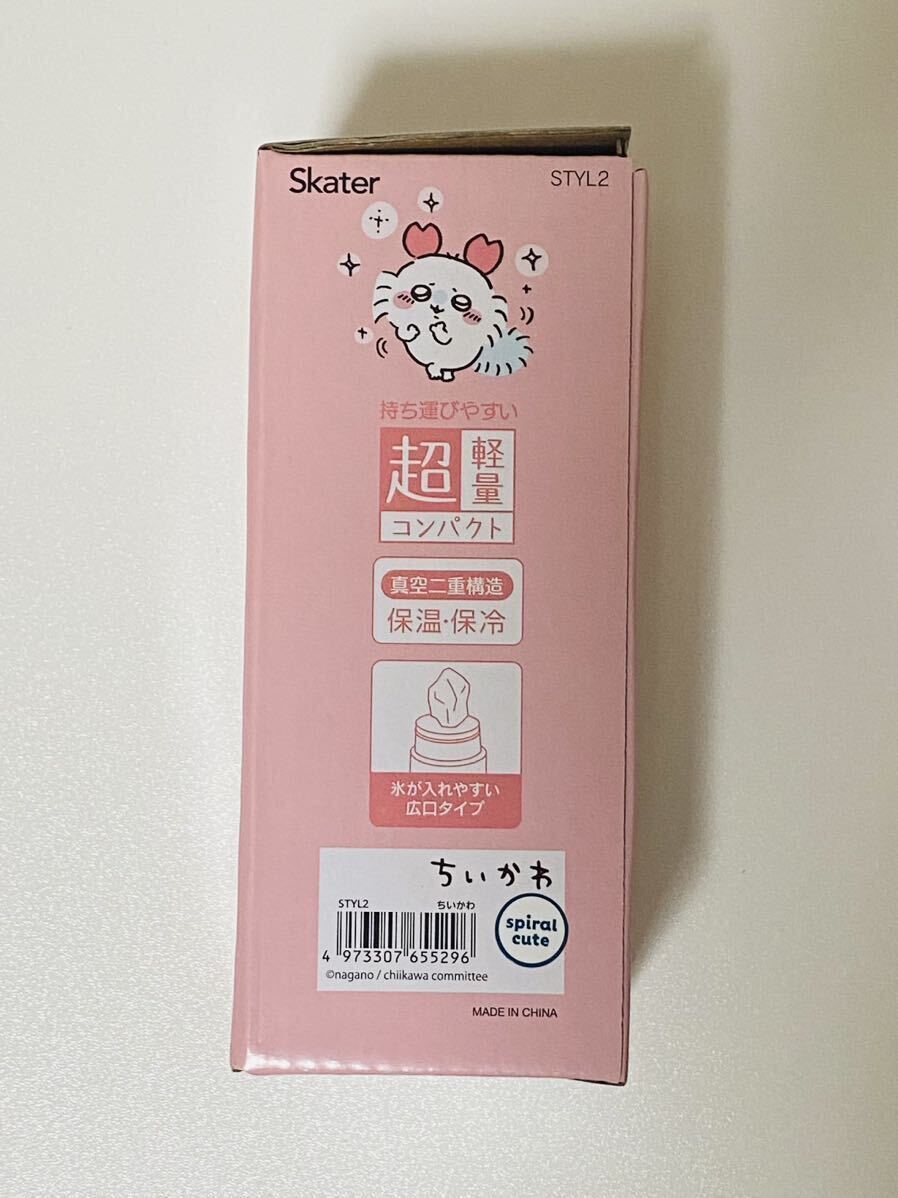 Skater
STYL2
持ち運びやすい
超軽量
コンパクト
真空二重構造
保温・保冷
氷が入れやすい
広口タイプ
ちいかわ
STYL2 ちいかわ
spiral
cute
4 973307 655296
©nagano / chiikawa committee
MADE IN CHINA